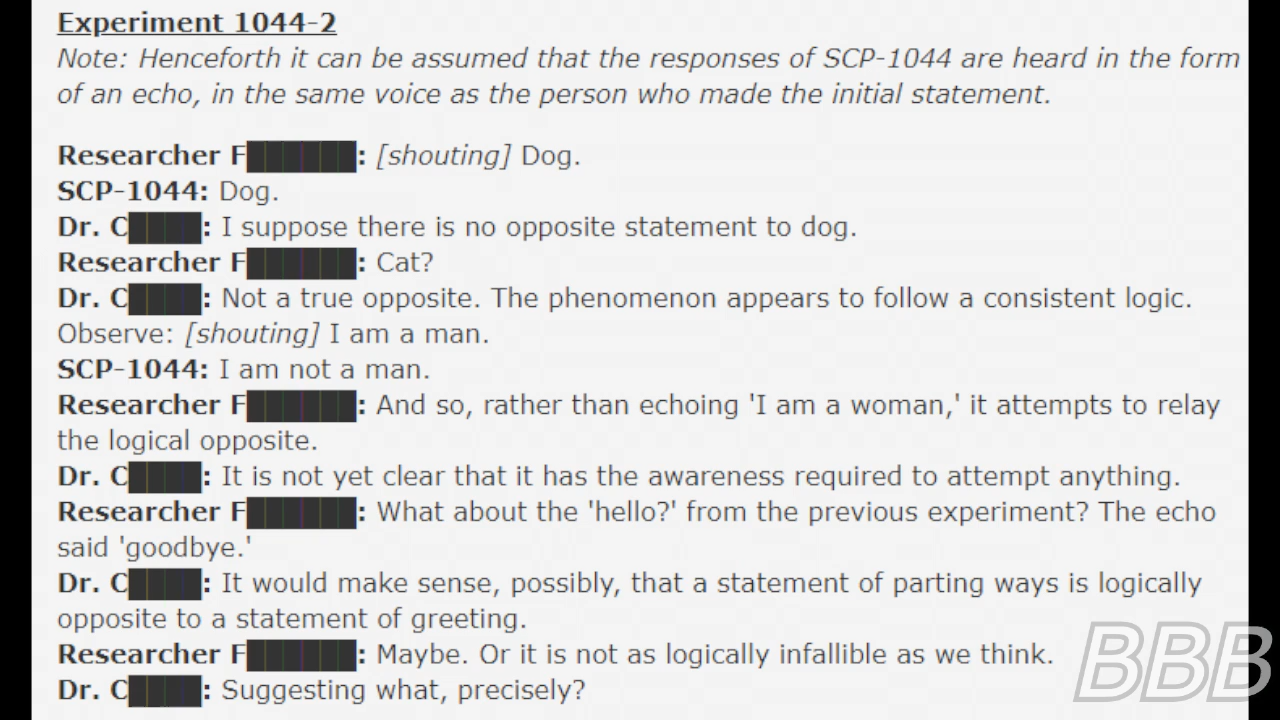 Experiment 1044-2
Note: Henceforth it can be assumed that the responses of SCP-1044 are heard in the form
of an echo, in the same voice as the person who made the initial statement.
Researcher F██████: [shouting] Dog.
SCP-1044: Dog.
Dr. C████: I suppose there is no opposite statement to dog.
Researcher F██████: Cat?
Dr. C████: Not a true opposite. The phenomenon appears to follow a consistent logic.
Observe: [shouting] I am a man.
SCP-1044: I am not a man.
Researcher F██████: And so, rather than echoing 'I am a woman,' it attempts to relay
the logical opposite.
Dr. C████: It is not yet clear that it has the awareness required to attempt anything.
Researcher F██████: What about the 'hello?' from the previous experiment? The echo
said 'goodbye.'
Dr. C████: It would make sense, possibly, that a statement of parting ways is logically
opposite to a statement of greeting.
Researcher F██████: Maybe. Or it is not as logically infallible as we think.
Dr. C████: Suggesting what, precisely?
BBB